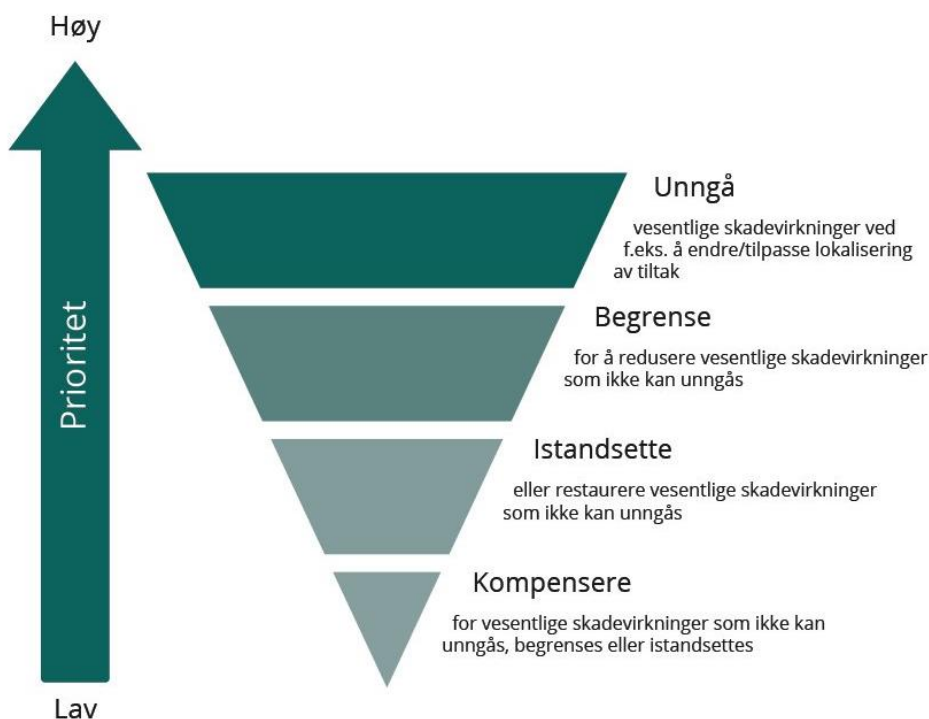 Høy
Prioritet
Unngå
vesentlige skadevirkninger ved
f.eks. å endre/tilpasse lokalisering
av tiltak
Begrense
for å redusere vesentlige skadevirkninger
som ikke kan unngås
Istandsette
eller restaurere vesentlige skadevirkninger
som ikke kan unngås
Kompensere
for vesentlige skadevirkninger som ikke kan
unngås, begrenses eller istandsettes
Lav